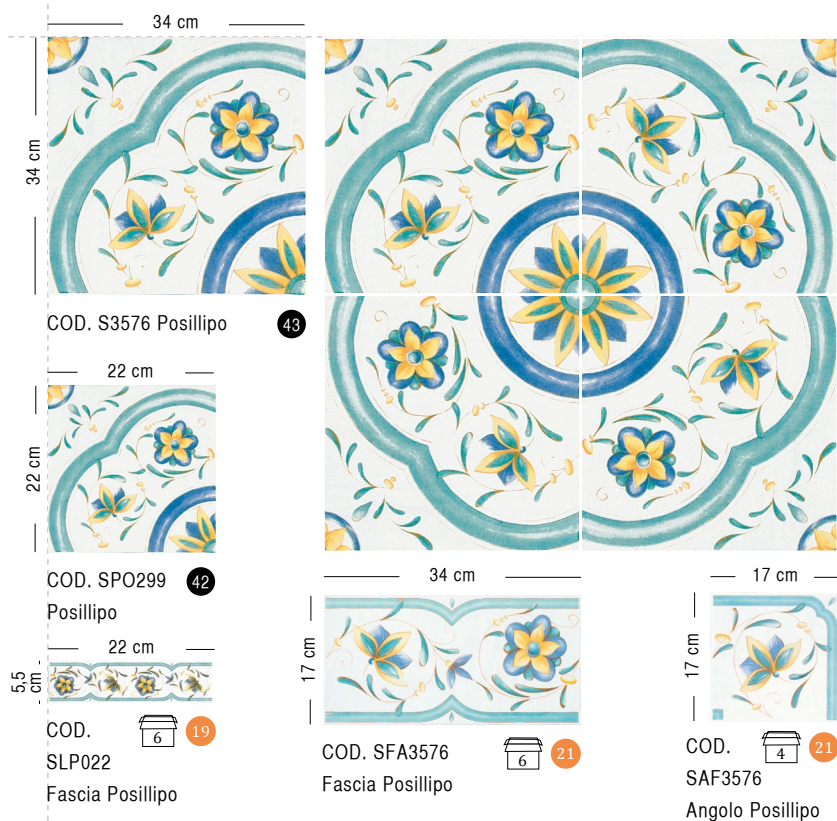 34 cm
34 cm
COD. S3576 Posillipo 43
22 cm
22 cm
COD. SPO299 42
Posillipo
22 cm
5,5
cm
COD. 6 19
SLP022
Fascia Posillipo
34 cm
17 cm
COD. SFA3576 6 21
Fascia Posillipo
17 cm
17 cm
COD. 4 21
SAF3576
Angolo Posillipo